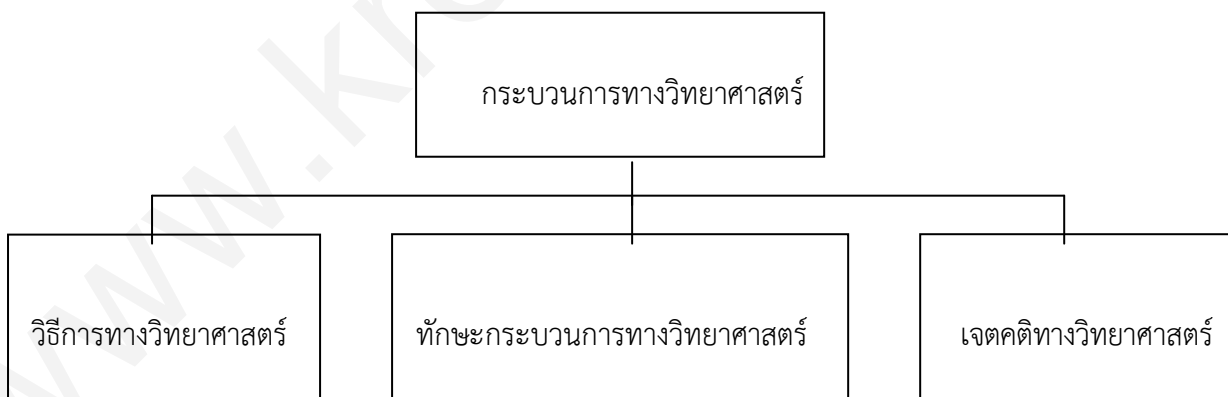 กระบวนการทางวิทยาศาสตร์
วิธีการทางวิทยาศาสตร์
ทักษะกระบวนการทางวิทยาศาสตร์
เจตคติทางวิทยาศาสตร์
www.kr